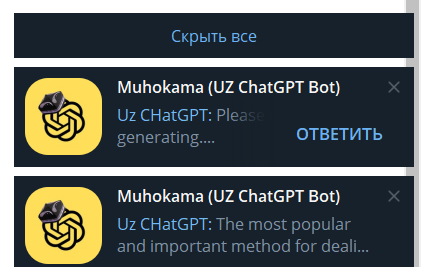 Скрыть все
Muhokama (UZ ChatGPT Bot)
Uz CHatGPT: Please
generating....
ОТВЕТИТЬ
Muhokama (UZ ChatGPT Bot)
Uz CHatGPT: The most popular
and important method for deali...